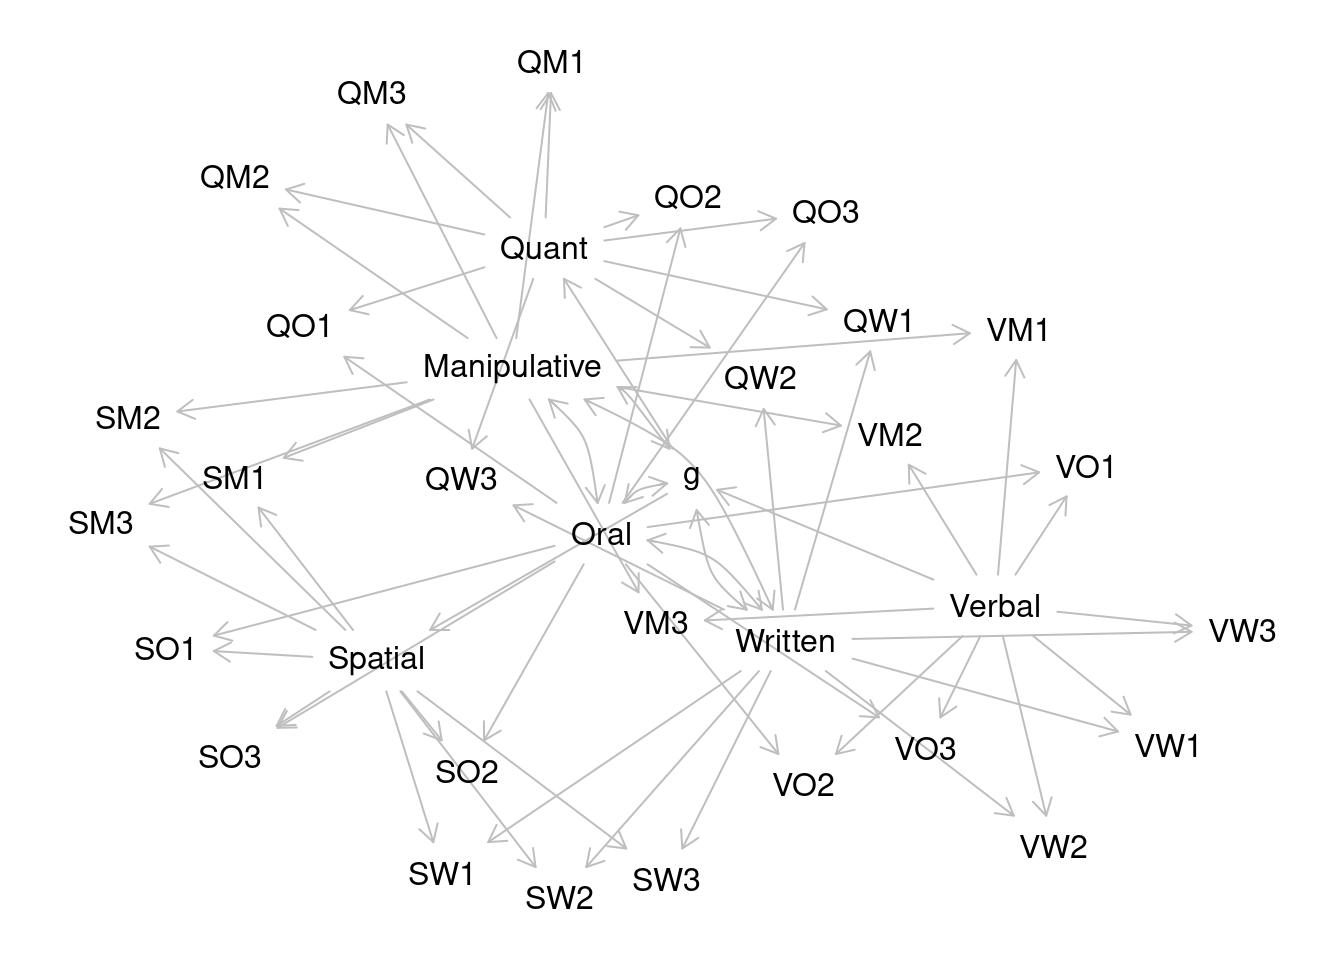 QM1
QM3
QM2
QO2
QO3
Quant
QO1
QW1
VM1
Manipulative
QW2
SM2
VM2
VO1
SM1
QW3
g
SM3
Oral
Verbal
VM3
VW3
Written
SO1
Spatial
VW1
VO3
SO3
SO2
VO2
VW2
SW1
SW3
SW2